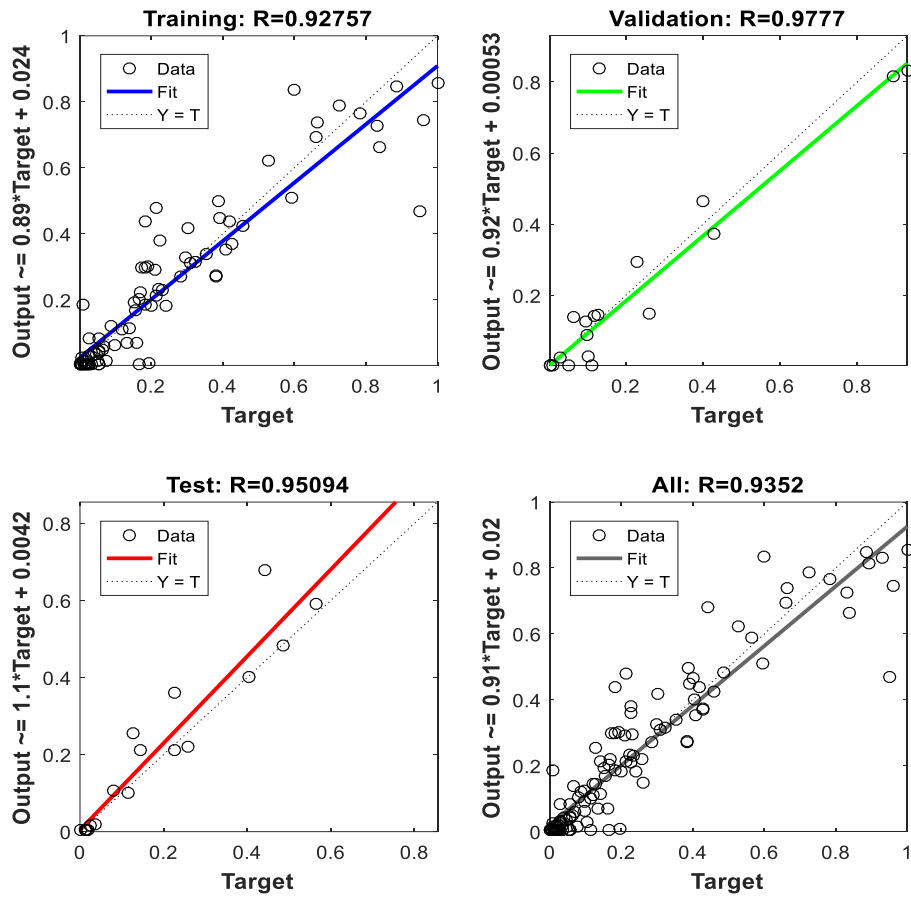 Training: R=0.92757
Output ~= 0.89*Target + 0.024
1
0.8
0.6
0.4
0.2
Data
Fit
Y = T
0.2
0.4
0.6
0.8
1
Target
Validation: R=0.9777
Output ~= 0.92*Target + 0.00053
0.8
0.6
0.4
0.2
Data
Fit
Y = T
0.2
0.4
0.6
0.8
Target
Test: R=0.95094
Output ~= 1.1*Target + 0.0042
0.8
0.6
0.4
0.2
0
Data
Fit
Y = T
0
0.2
0.4
0.6
0.8
Target
All: R=0.9352
Output ~= 0.91*Target + 0.02
1
0.8
0.6
0.4
0.2
0
Data
Fit
Y = T
0
0.2
0.4
0.6
0.8
1
Target